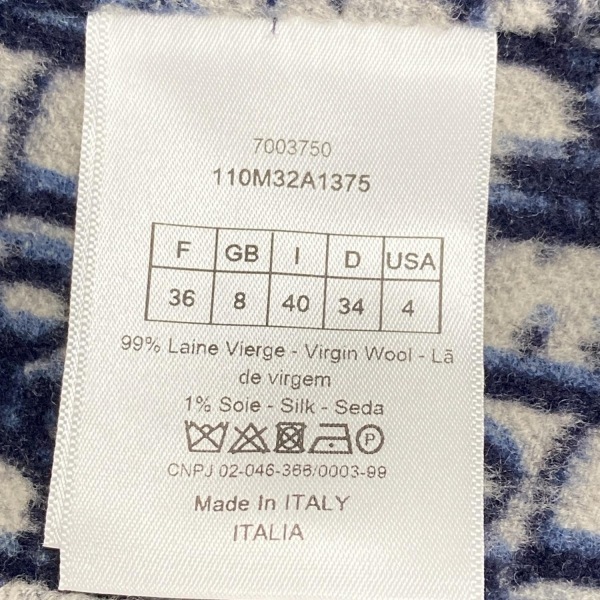 7003750
110M32A1375
F GB I D USA
36 8 40 34 4
99% Laine Vierge - Virgin Wool - Lã
de virgem
1% Soie - Silk - Seda
P
CNPJ 02-046-366/0003-99
Made In ITALY
ITALIA